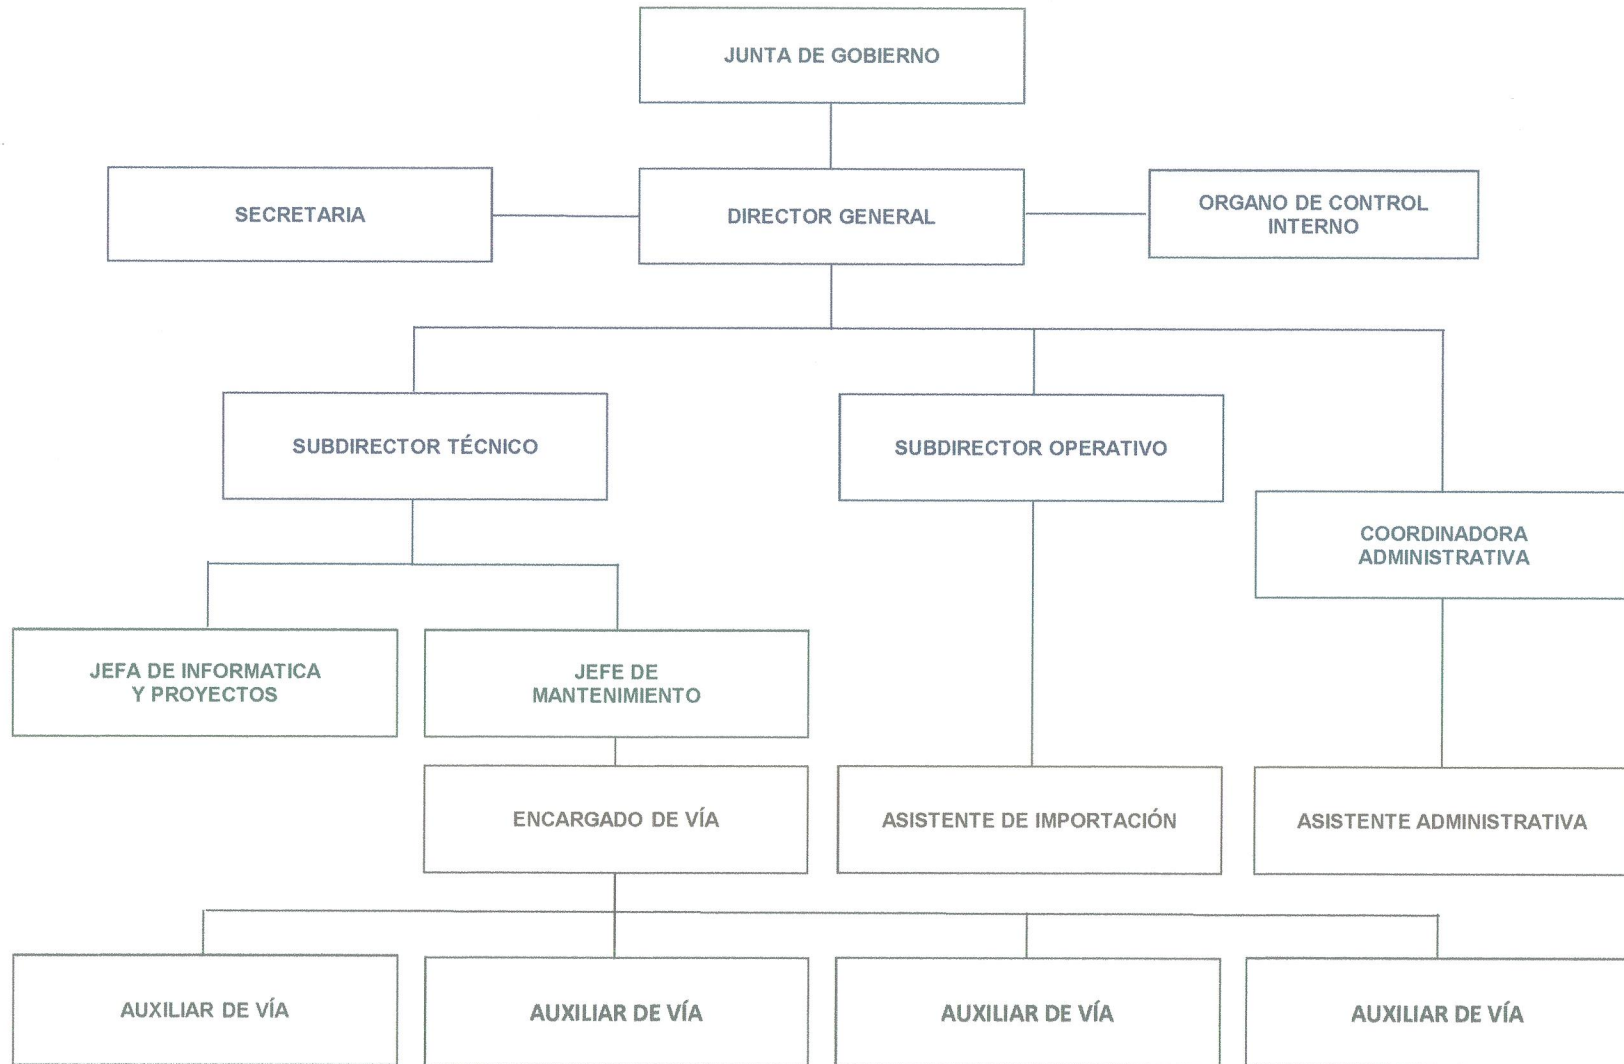 JUNTA DE GOBIERNO
SECRETARIA
DIRECTOR GENERAL
ORGANO DE CONTROL
INTERNO
SUBDIRECTOR TÉCNICO
SUBDIRECTOR OPERATIVO
COORDINADORA
ADMINISTRATIVA
JEFA DE INFORMATICA
Y PROYECTOS
JEFE DE
MANTENIMIENTO
ENCARGADO DE VÍA
ASISTENTE DE IMPORTACIÓN
ASISTENTE ADMINISTRATIVA
AUXILIAR DE VÍA
AUXILIAR DE VÍA
AUXILIAR DE VÍA
AUXILIAR DE VÍA